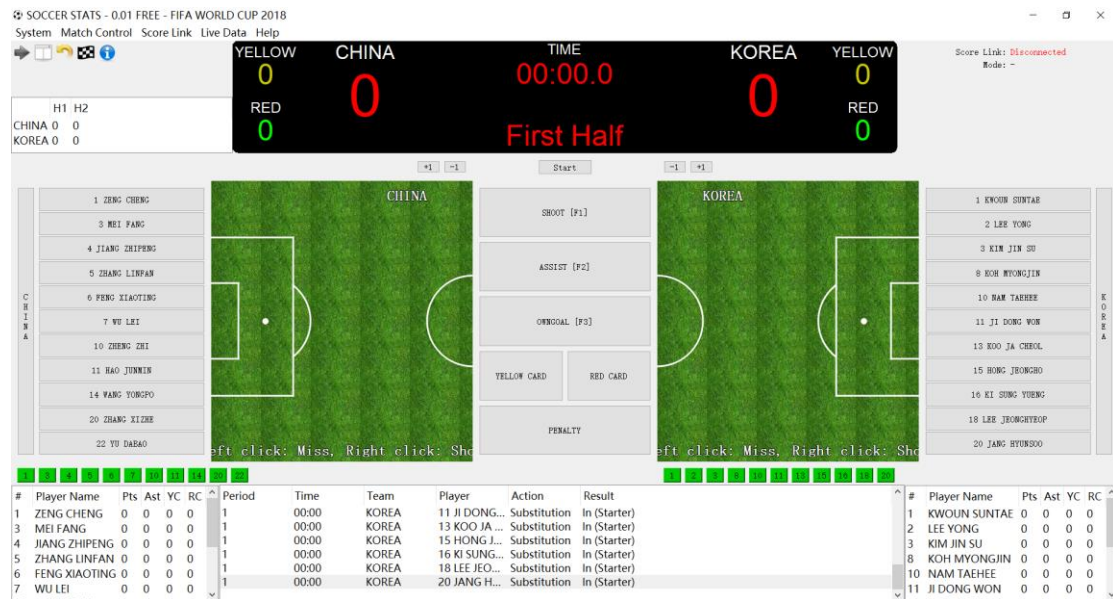 SOCCER STATS - 0.01 FREE - FIFA WORLD CUP 2018
System Match Control Score Link Live Data Help
H1 H2
CHINA 0 0
KOREA 0 0
YELLOW CHINA TIME KOREA YELLOW
0 0 00:00.0 0 0
RED RED
0 First Half 0
Score Link: Disconnected
Mode: -
+1 -1 Start -1 +1
CHINA
1 ZENG CHENG
3 MEI FANG
4 JIANG ZHIPENG
5 ZHANG LINPAN
6 FENG XIAOTING
7 WU LEI
10 ZHENG ZHI
11 HAO JUNMIN
14 WANG YONGPO
20 ZHANG XIZHE
22 YU DABAO
CHINA
eft click: Miss, Right click: Sho
SHOOT [F1]
ASSIST [F2]
OWNGOAL [F3]
YELLOW CARD RED CARD
PENALTY
KOREA
eft click: Miss, Right click: Sho
1 KWOUN SUNTAE
2 LEE YONG
3 KIM JIN SU
8 KOH MYONGJIN
10 NAM TAEHEE
11 JI DONG WON
13 KOO JA CHEOL
15 HONG JEONGHO
16 KI SUNG YUENG
18 LEE JEONGHYEOP
20 JANG HYUNSOO
KOREA
1 3 4 5 6 7 10 11 14 20 22
1 2 3 8 10 11 13 15 16 18 20
# Player Name Pts Ast YC RC
1 ZENG CHENG 0 0 0 0
3 MEI FANG 0 0 0 0
4 JIANG ZHIPENG 0 0 0 0
5 ZHANG LINFAN 0 0 0 0
6 FENG XIAOTING 0 0 0 0
7 WU LEI 0 0 0 0
Period Time Team Player Action Result
1 00:00 KOREA 11 JI DONG... Substitution In (Starter)
1 00:00 KOREA 13 KOO JA ... Substitution In (Starter)
1 00:00 KOREA 15 HONG J... Substitution In (Starter)
1 00:00 KOREA 16 KI SUNG... Substitution In (Starter)
1 00:00 KOREA 18 LEE JEO... Substitution In (Starter)
1 00:00 KOREA 20 JANG H... Substitution In (Starter)
# Player Name Pts Ast YC RC
1 KWOUN SUNTAE 0 0 0 0
2 LEE YONG 0 0 0 0
3 KIM JIN SU 0 0 0 0
8 KOH MYONGJIN 0 0 0 0
10 NAM TAEHEE 0 0 0 0
11 JI DONG WON 0 0 0 0